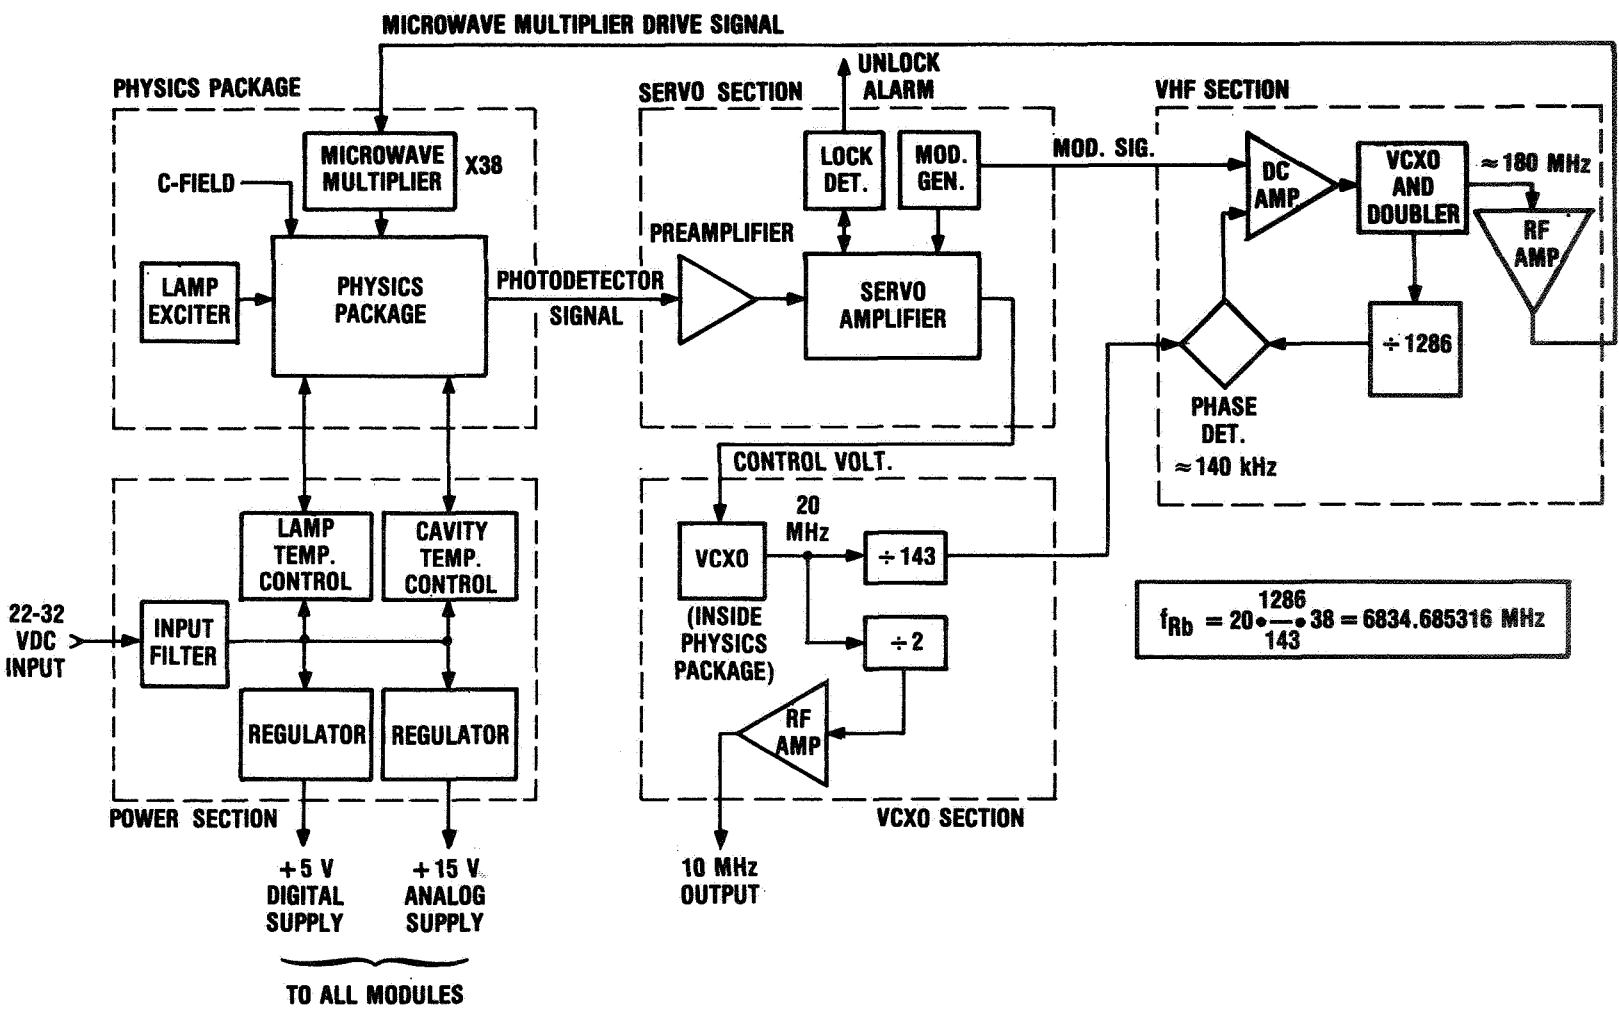 MICROWAVE MULTIPLIER DRIVE SIGNAL
PHYSICS PACKAGE
MICROWAVE
MULTIPLIER
X38
C-FIELD
LAMP
EXCITER
PHYSICS
PACKAGE
PHOTODETECTOR
SIGNAL
SERVO SECTION
UNLOCK
ALARM
LOCK
DET.
MOD.
GEN.
MOD. SIG.
PREAMPLIFIER
SERVO
AMPLIFIER
VHF SECTION
DC
AMP
VCXO
AND
DOUBLER
≈180 MHz
RF
AMP
÷1286
PHASE
DET.
≈140 kHz
CONTROL VOLT.
20
MHz
VCXO
÷143
(INSIDE
PHYSICS
PACKAGE)
÷2
RF
AMP
VCXO SECTION
10 MHz
OUTPUT
LAMP
TEMP.
CONTROL
CAVITY
TEMP.
CONTROL
22-32
VDC
INPUT
INPUT
FILTER
REGULATOR
REGULATOR
POWER SECTION
+5 V
DIGITAL
SUPPLY
+15 V
ANALOG
SUPPLY
TO ALL MODULES
fRb = 20•1286/143•38 = 6834.685316 MHz